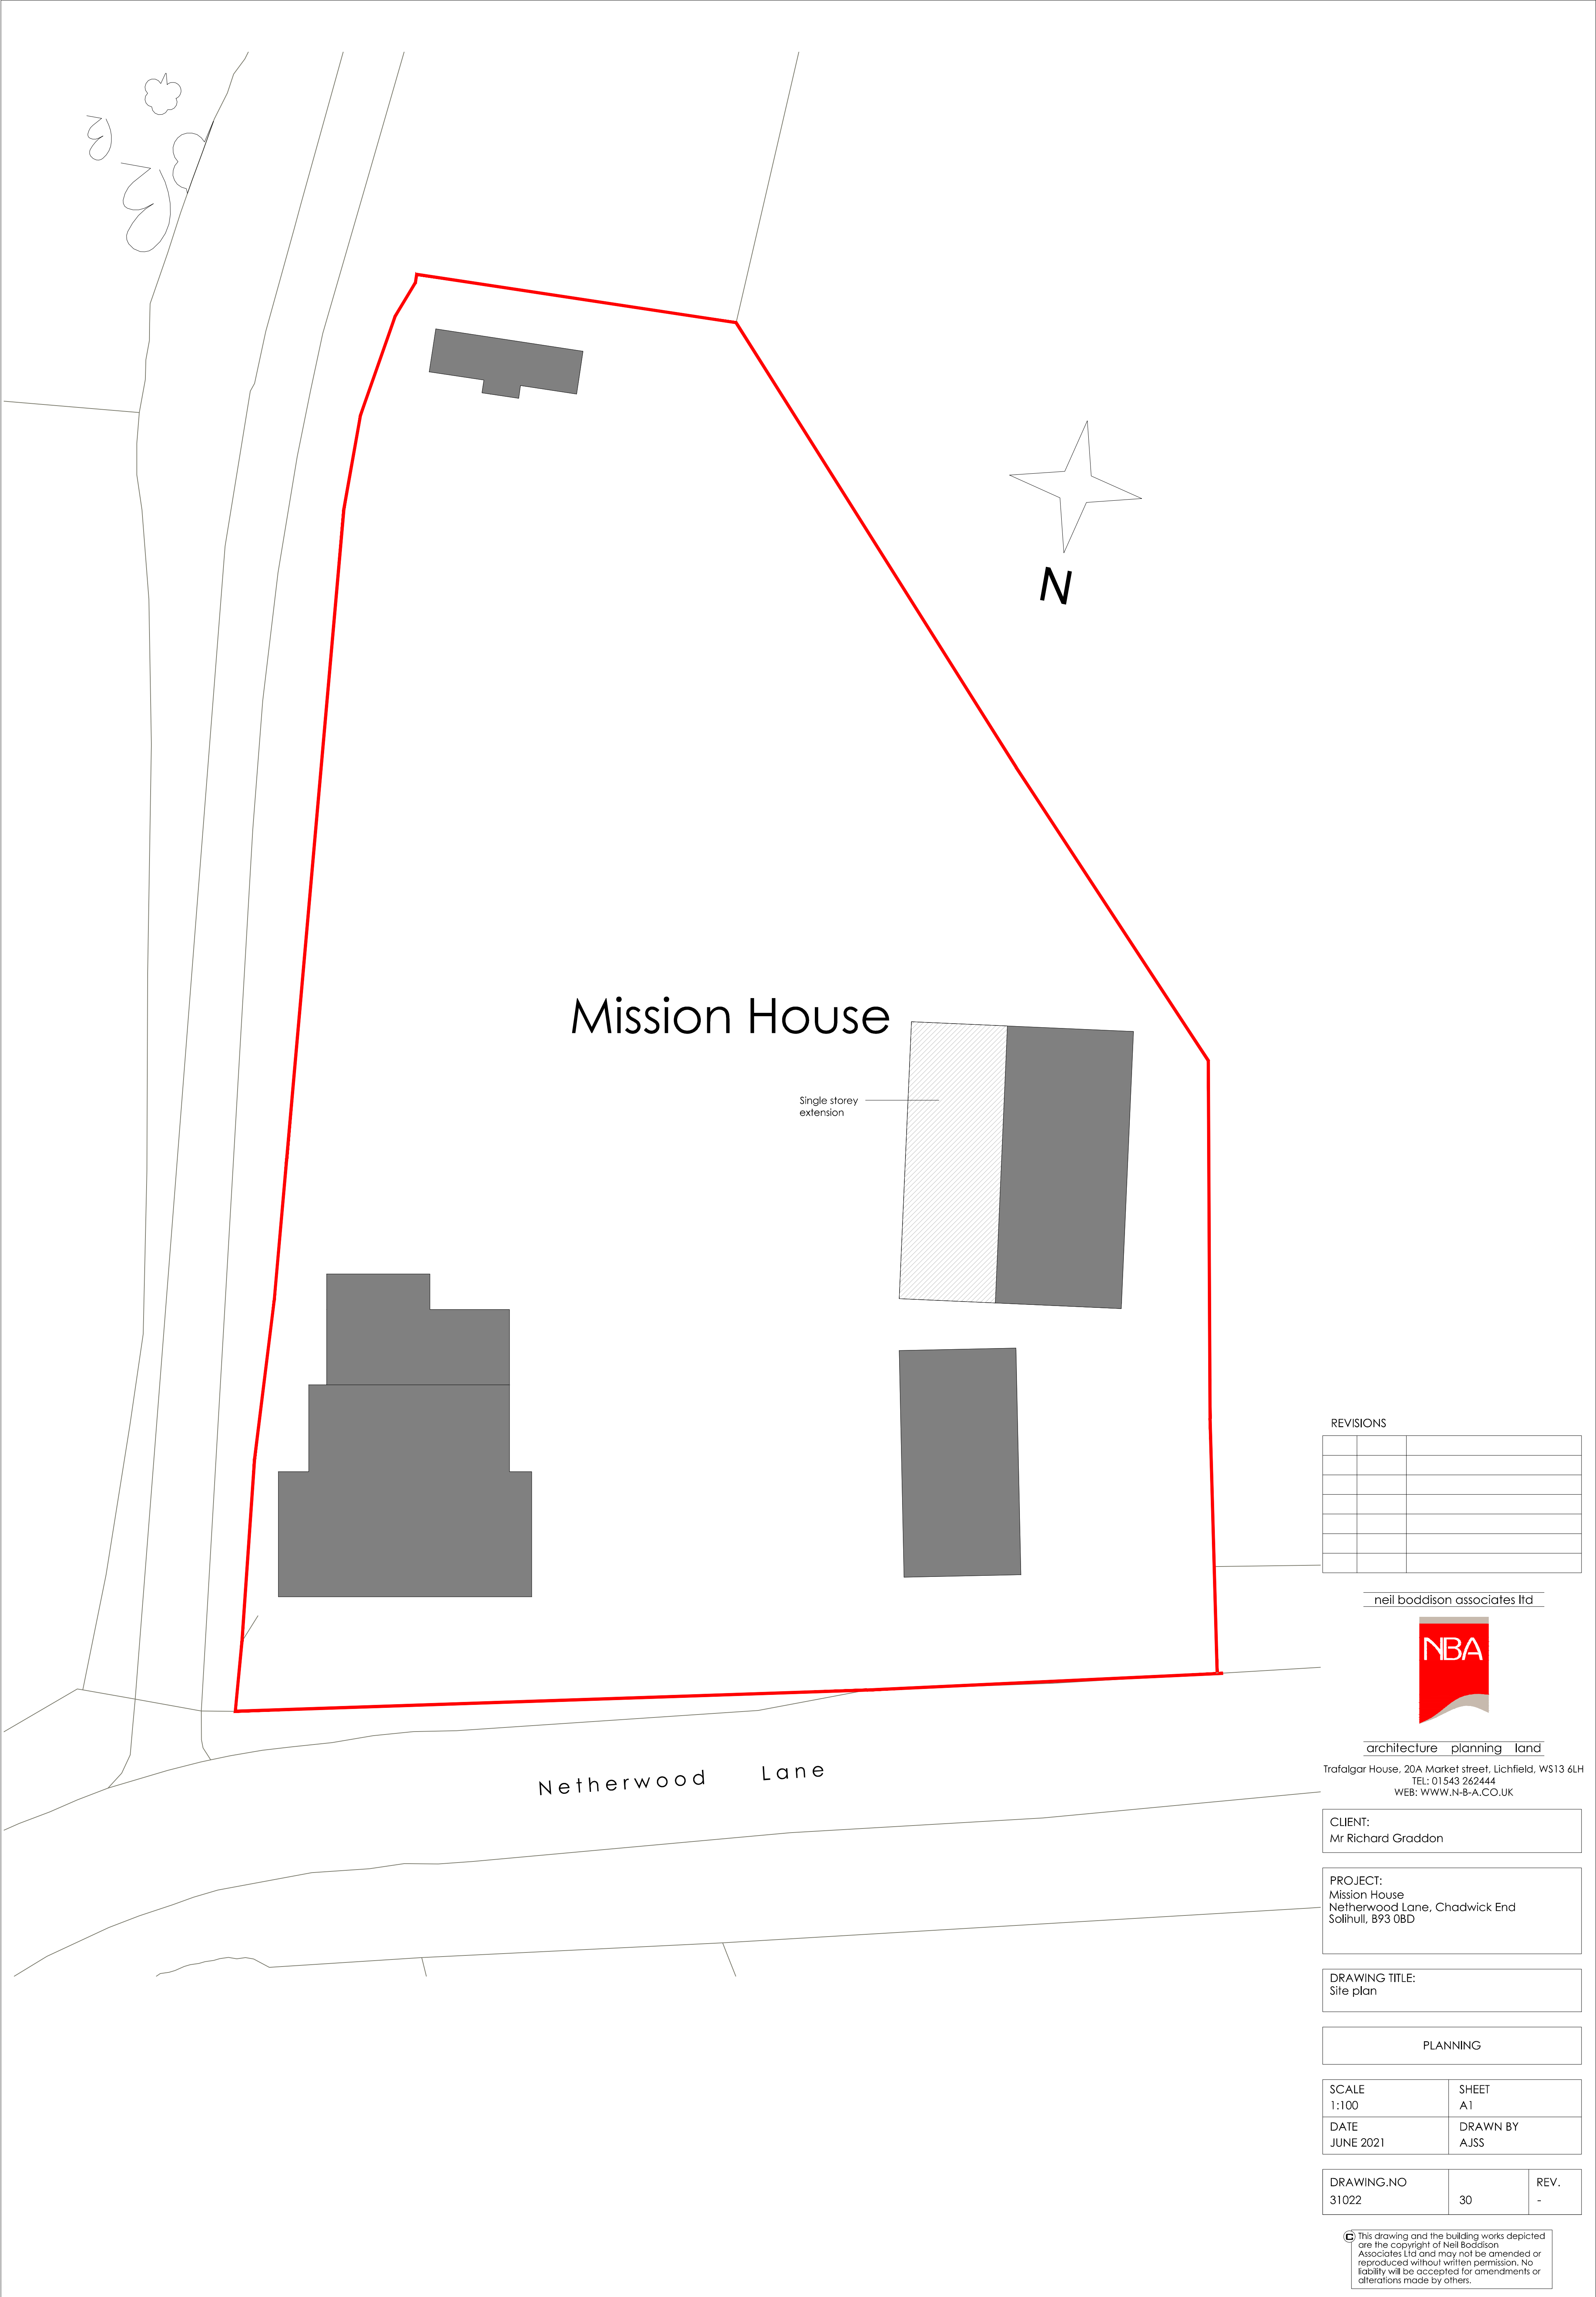 N
Mission House
Single storey
extension
Netherwood Lane
REVISIONS
neil boddison associates ltd
NBA
architecture planning land
Trafalgar House, 20A Market street, Lichfield, WS13 6LH
TEL: 01543 262444
WEB: WWW.N-B-A.CO.UK
CLIENT:
Mr Richard Graddon
PROJECT:
Mission House
Netherwood Lane, Chadwick End
Solihull, B93 0BD
DRAWING TITLE:
Site plan
PLANNING
SCALE SHEET
1:100 A1
DATE DRAWN BY
JUNE 2021 AJSS
DRAWING.NO REV.
31022 30 -
C This drawing and the building works depicted
are the copyright of Neil Boddison
Associates Ltd and may not be amended or
reproduced without written permission. No
liability will be accepted for amendments or
alterations made by others.